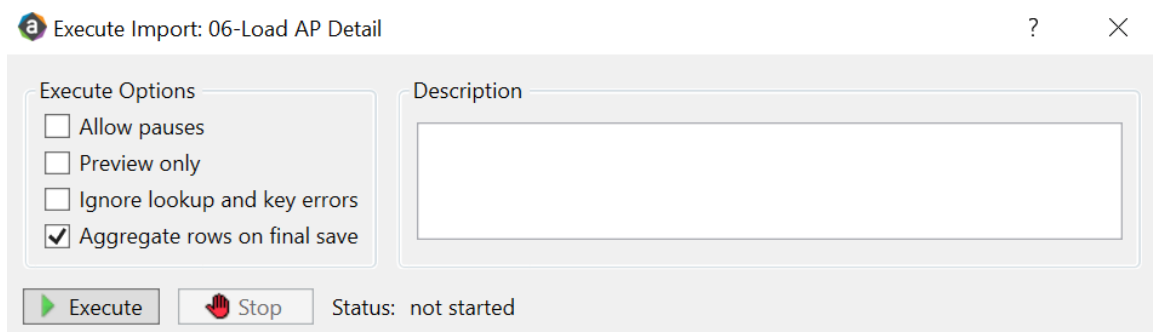 a Execute Import: 06-Load AP Detail ?
Execute Options
Allow pauses
Preview only
Ignore lookup and key errors
Aggregate rows on final save
Description
Execute Stop Status: not started